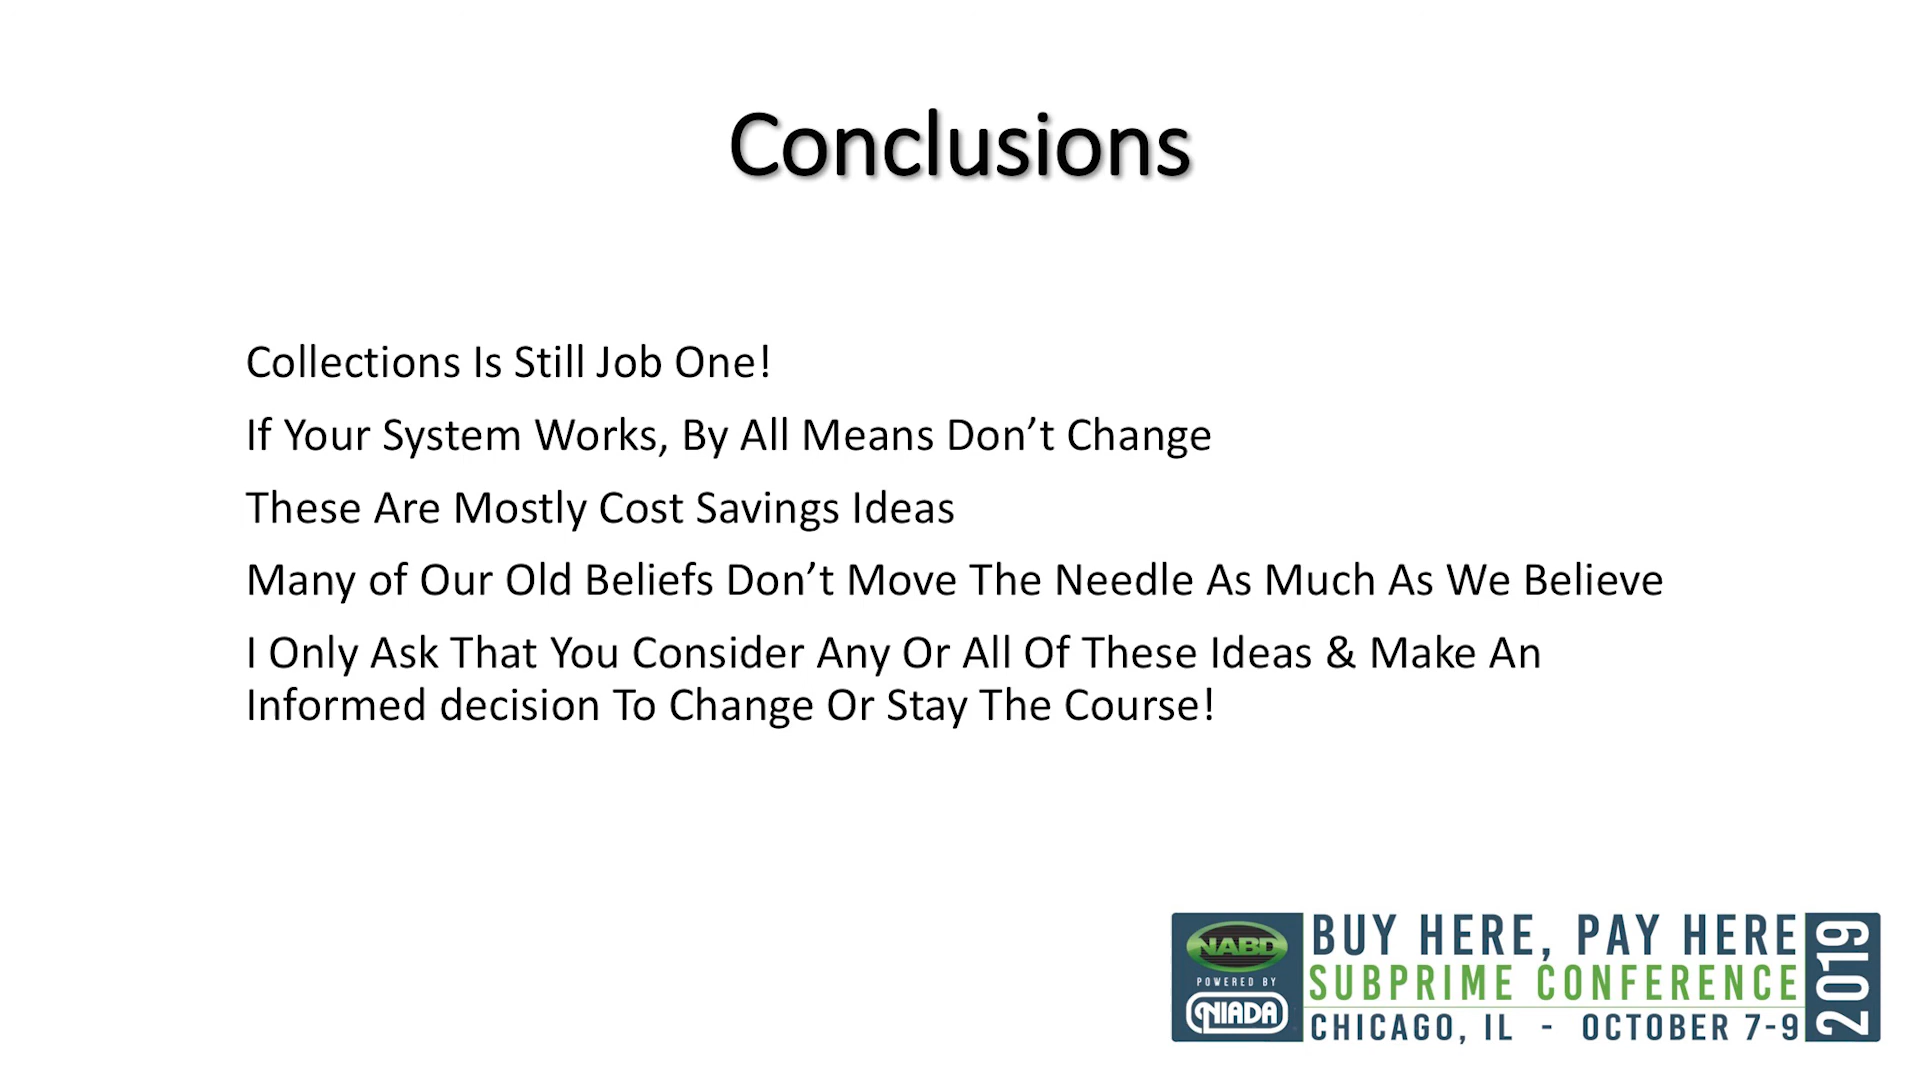 Conclusions
Collections Is Still Job One!
If Your System Works, By All Means Don’t Change
These Are Mostly Cost Savings Ideas
Many of Our Old Beliefs Don’t Move The Needle As Much As We Believe
I Only Ask That You Consider Any Or All Of These Ideas & Make An
Informed decision To Change Or Stay The Course!
NABD
POWERED BY
NIADA
BUY HERE, PAY HERE
SUBPRIME CONFERENCE
CHICAGO, IL - OCTOBER 7-9
2019